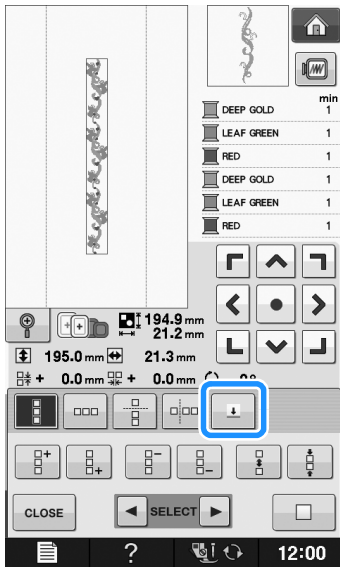 min
DEEP GOLD 1
LEAF GREEN 1
RED 1
DEEP GOLD 1
LEAF GREEN 1
RED 1
194.9 mm
21.2 mm
195.0 mm 21.3 mm
+ 0.0 mm + 0.0 mm
CLOSE SELECT
? 12:00